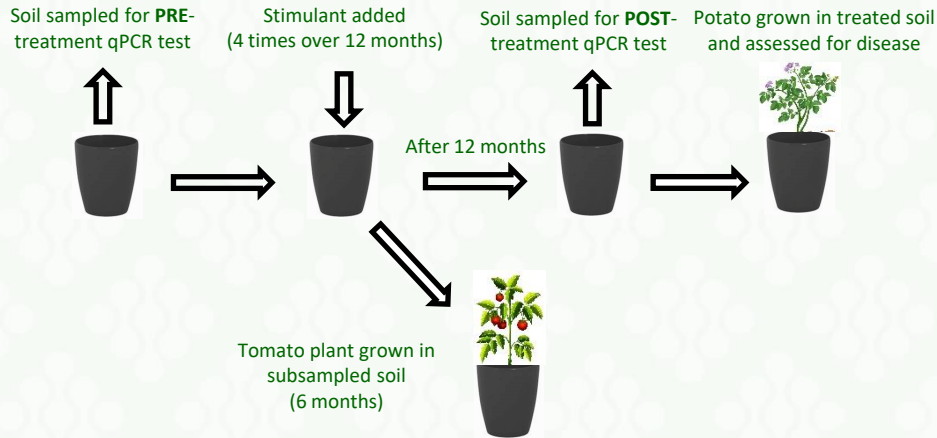 Soil sampled for PRE-
treatment qPCR test
Stimulant added
(4 times over 12 months)
Soil sampled for POST-
treatment qPCR test
Potato grown in treated soil
and assessed for disease
After 12 months
Tomato plant grown in
subsampled soil
(6 months)